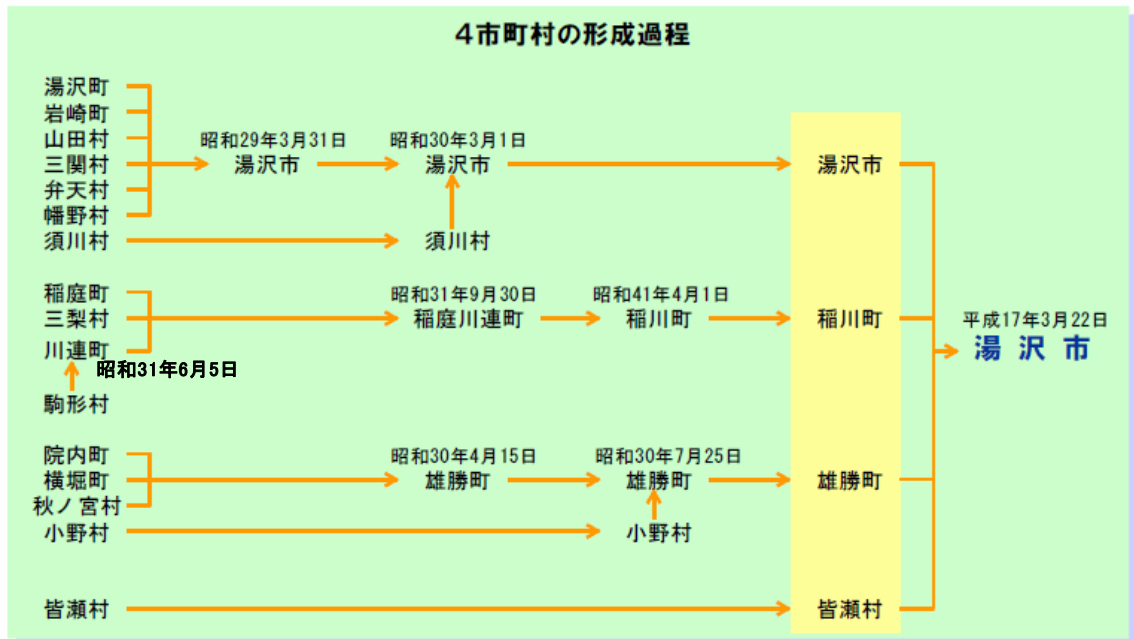 4市町村の形成過程
湯沢町
岩崎町
山田村
三関村
弁天村
幡野村
須川村
昭和29年3月31日
湯沢市
昭和30年3月1日
湯沢市
須川村
湯沢市
稲庭町
三梨村
川連町
昭和31年6月5日
駒形村
昭和31年9月30日
稲庭川連町
昭和41年4月1日
稲川町
稲川町
平成17年3月22日
湯沢市
院内町
横堀町
秋ノ宮村
小野村
昭和30年4月15日
雄勝町
昭和30年7月25日
雄勝町
小野村
雄勝町
皆瀬村
皆瀬村